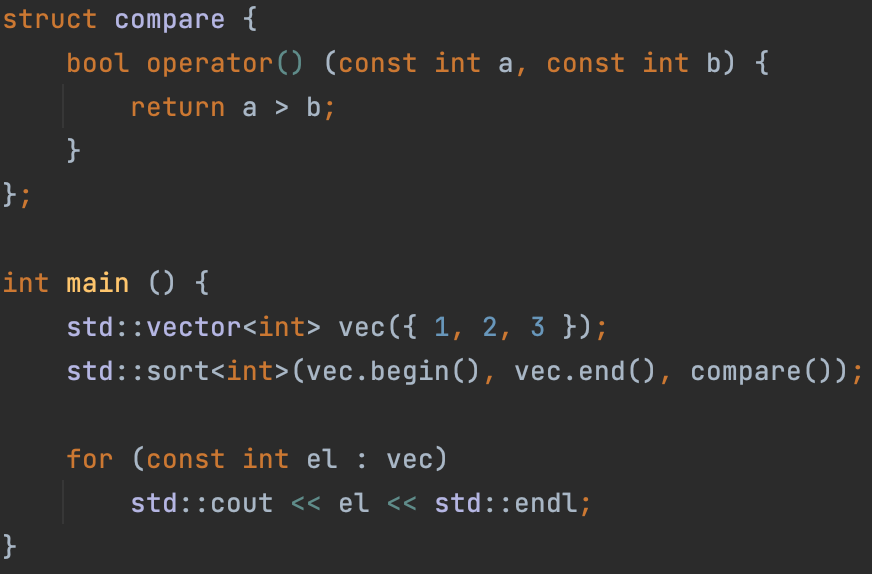 struct compare {
    bool operator() (const int a, const int b) {
        return a > b;
    }
};

int main () {
    std::vector<int> vec({ 1, 2, 3 });
    std::sort<int>(vec.begin(), vec.end(), compare());

    for (const int el : vec)
        std::cout << el << std::endl;
}